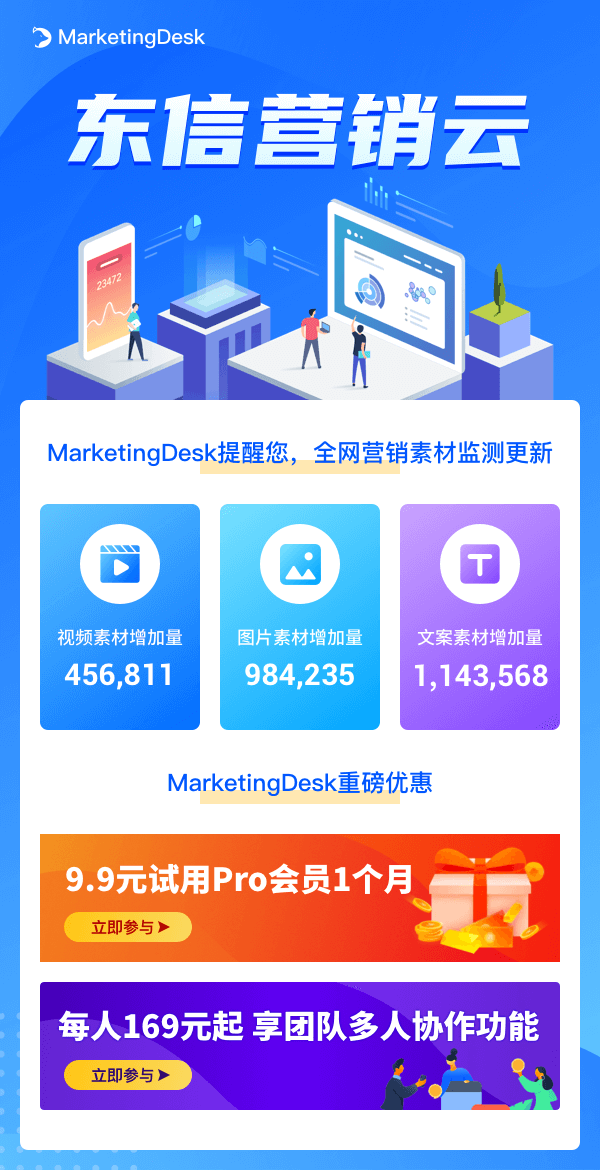 MarketingDesk
东信营销云
23472
MarketingDesk提醒您，全网营销素材监测更新
视频素材增加量
456,811
图片素材增加量
984,235
文案素材增加量
1,143,568
MarketingDesk重磅优惠
9.9元试用Pro会员1个月
立即参与
每人169元起 享团队多人协作功能
立即参与